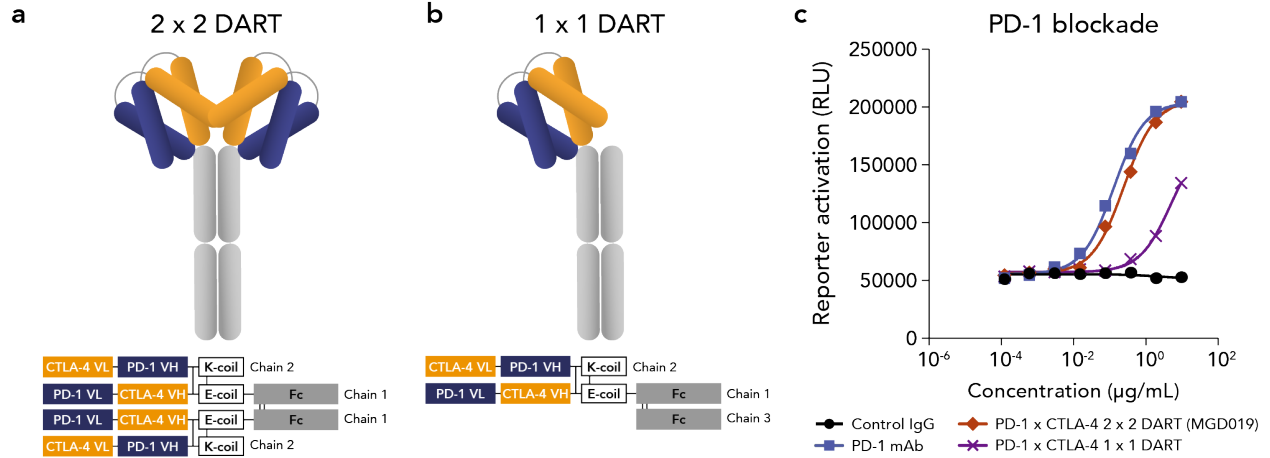 a
2 x 2 DART
CTLA-4 VL PD-1 VH K-coil Chain 2
PD-1 VL CTLA-4 VH E-coil Fc Chain 1
PD-1 VL CTLA-4 VH E-coil Fc Chain 1
CTLA-4 VL PD-1 VH K-coil Chain 2
b
1 x 1 DART
CTLA-4 VL PD-1 VH K-coil Chain 2
PD-1 VL CTLA-4 VH E-coil Fc Chain 1
Fc Chain 3
c
PD-1 blockade
Reporter activation (RLU)
250000
200000
150000
100000
50000
0
10-6 10-4 10-2 100 102
Concentration (µg/mL)
Control IgG
PD-1 mAb
PD-1 x CTLA-4 2 x 2 DART (MGD019)
PD-1 x CTLA-4 1 x 1 DART